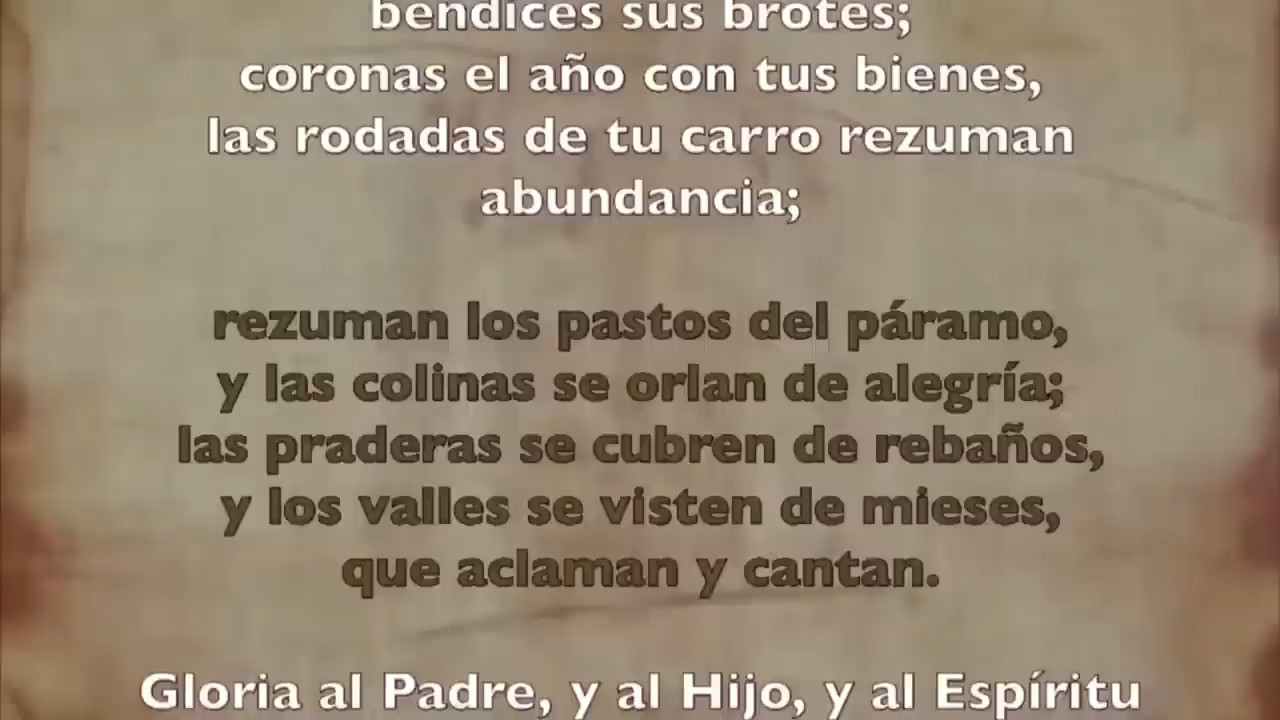 bendices sus brotes;
coronas el año con tus bienes,
las rodadas de tu carro rezuman
abundancia;
rezuman los pastos del páramo,
y las colinas se orlan de alegría;
las praderas se cubren de rebaños,
y los valles se visten de mieses,
que aclaman y cantan.
Gloria al Padre, y al Hijo, y al Espíritu